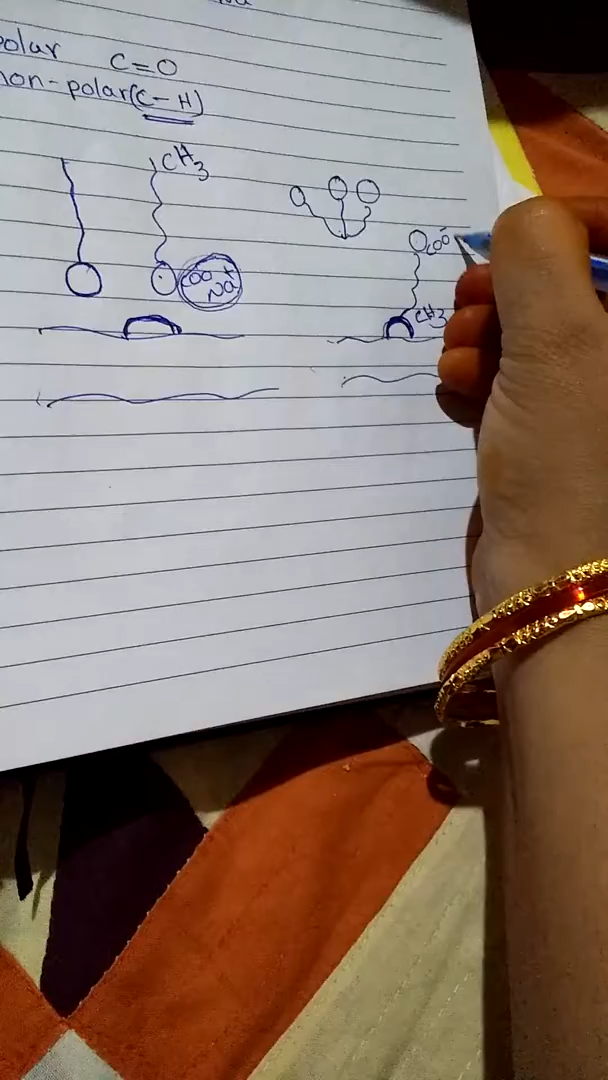 polar C=O
non-polar (C-H)
CH3
COO⁻
COO⁻ Na⁺
CH3